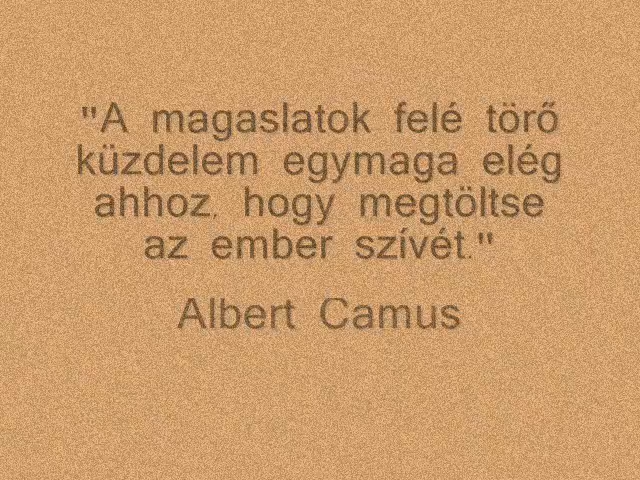 "A magaslatok felé törő
küzdelem egymaga elég
ahhoz, hogy megtöltse
az ember szívét."
Albert Camus